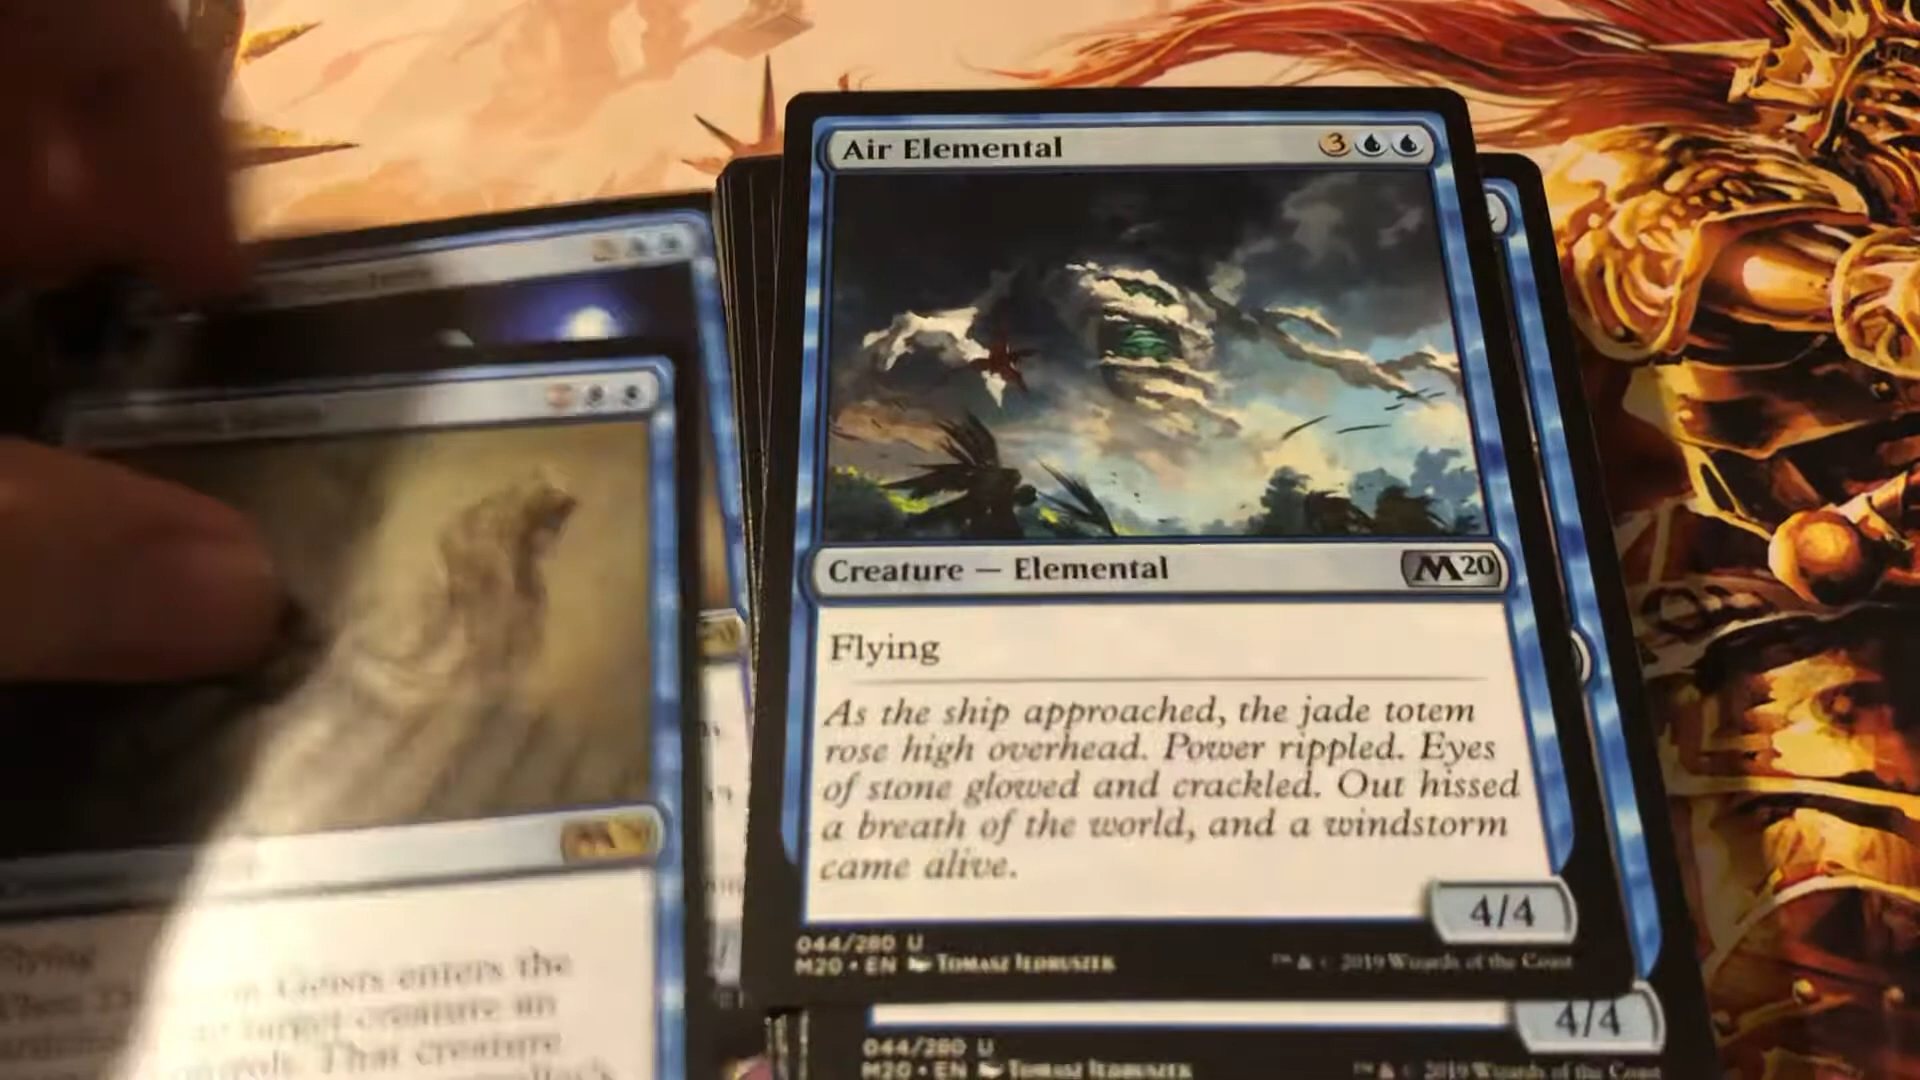 Air Elemental 3
Creature — Elemental M20
Flying
As the ship approached, the jade totem
rose high overhead. Power rippled. Eyes
of stone glowed and crackled. Out hissed
a breath of the world, and a windstorm
came alive.
4/4
044/280 U
M20 • EN Tomasz Jedruszek ™ & © 2019 Wizards of the Coast
4/4
044/280 U
M20 • EN Tomasz Jedruszek ™ & © 2019 Wizards of the Coast
Flying
Geists enters the
target creature an
controls. That creature